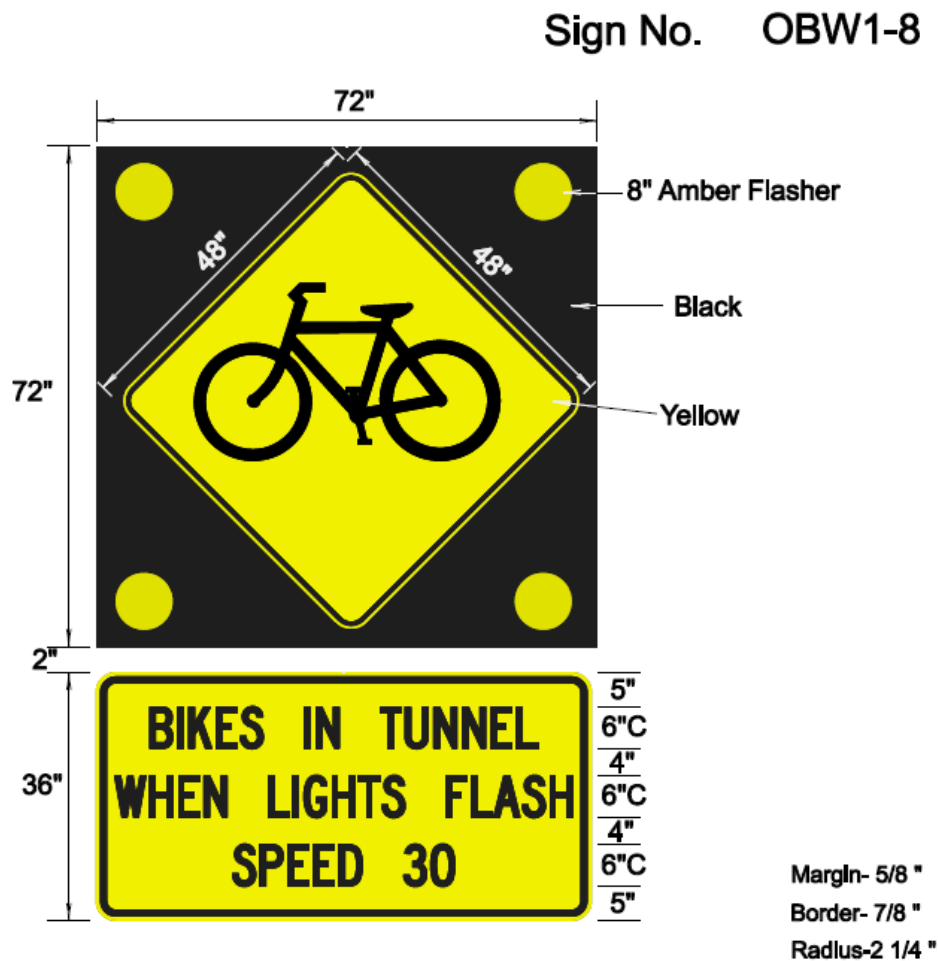 Sign No. OBW1-8
72"
8" Amber Flasher
48"
48"
Black
72"
Yellow
2"
5"
BIKES IN TUNNEL
6"C
4"
36"
WHEN LIGHTS FLASH
6"C
4"
SPEED 30
6"C
5"
Margin- 5/8 "
Border- 7/8 "
Radius-2 1/4 "